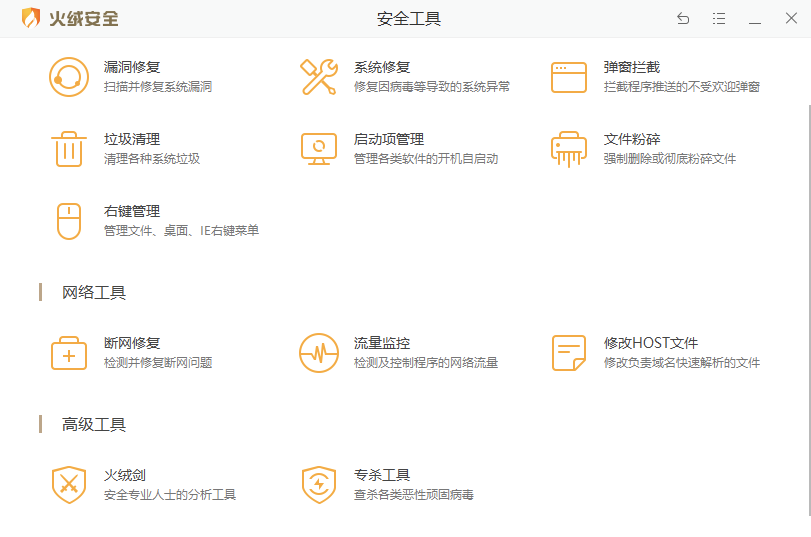 火绒安全
安全工具
漏洞修复
扫描并修复系统漏洞
系统修复
修复因病毒等导致的系统异常
弹窗拦截
拦截程序推送的不受欢迎弹窗
垃圾清理
清理各种系统垃圾
启动项管理
管理各类软件的开机自启动
文件粉碎
强制删除或彻底粉碎文件
右键管理
管理文件、桌面、IE右键菜单
网络工具
断网修复
检测并修复断网问题
流量监控
检测及控制程序的网络流量
修改HOST文件
修改负责域名快速解析的文件
高级工具
火绒剑
安全专业人士的分析工具
专杀工具
查杀各类恶性顽固病毒